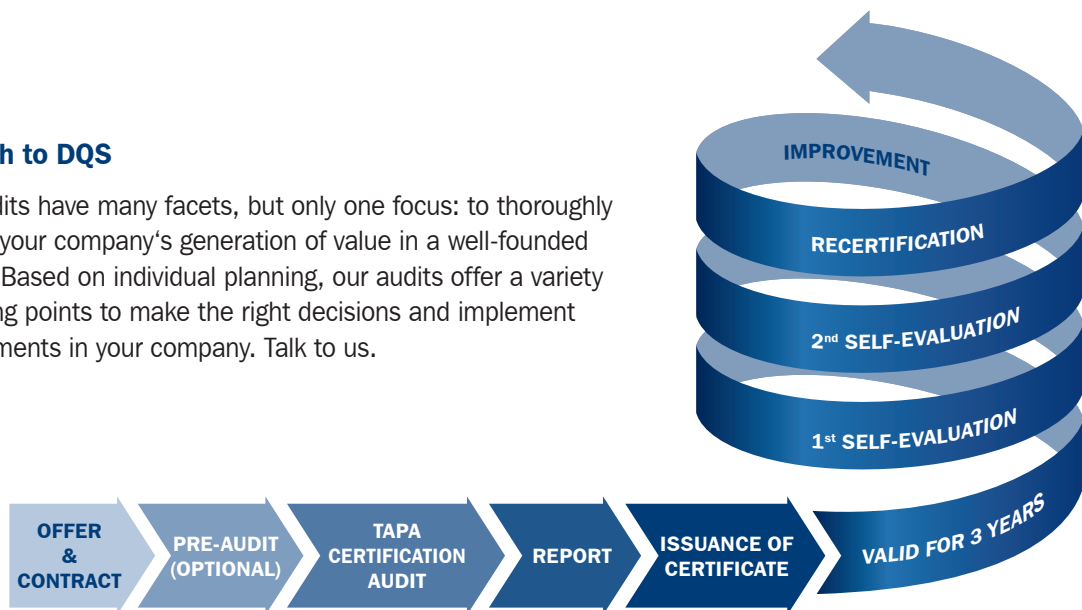 h to DQS
dits have many facets, but only one focus: to thoroughly
your company‘s generation of value in a well-founded
Based on individual planning, our audits offer a variety
ng points to make the right decisions and implement
ments in your company. Talk to us.
IMPROVEMENT
RECERTIFICATION
2nd SELF-EVALUATION
1st SELF-EVALUATION
VALID FOR 3 YEARS
OFFER
&
CONTRACT
PRE-AUDIT
(OPTIONAL)
TAPA
CERTIFICATION
AUDIT
REPORT
ISSUANCE OF
CERTIFICATE